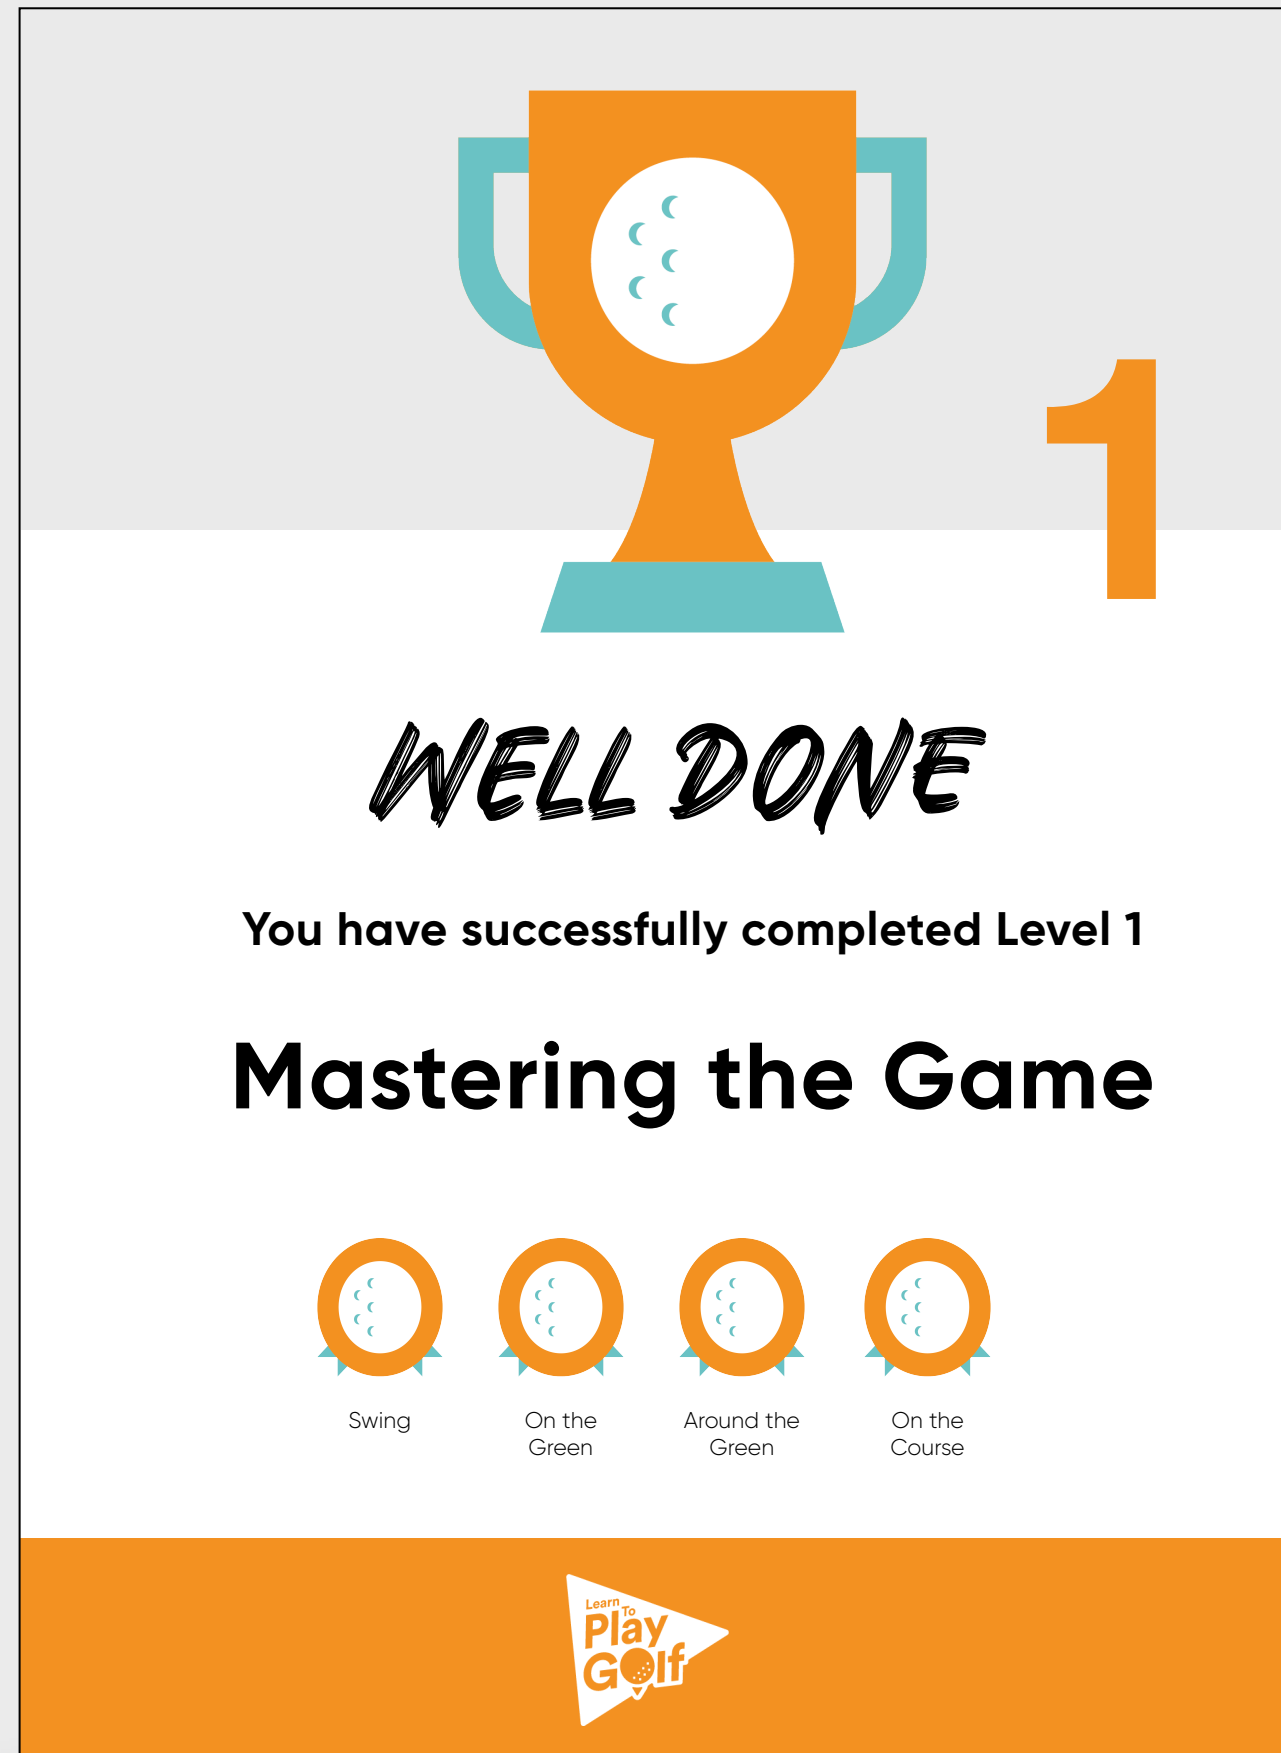 1
WELL DONE
You have successfully completed Level 1
Mastering the Game
Swing
On the
Green
Around the
Green
On the
Course
Learn To
Play
Golf